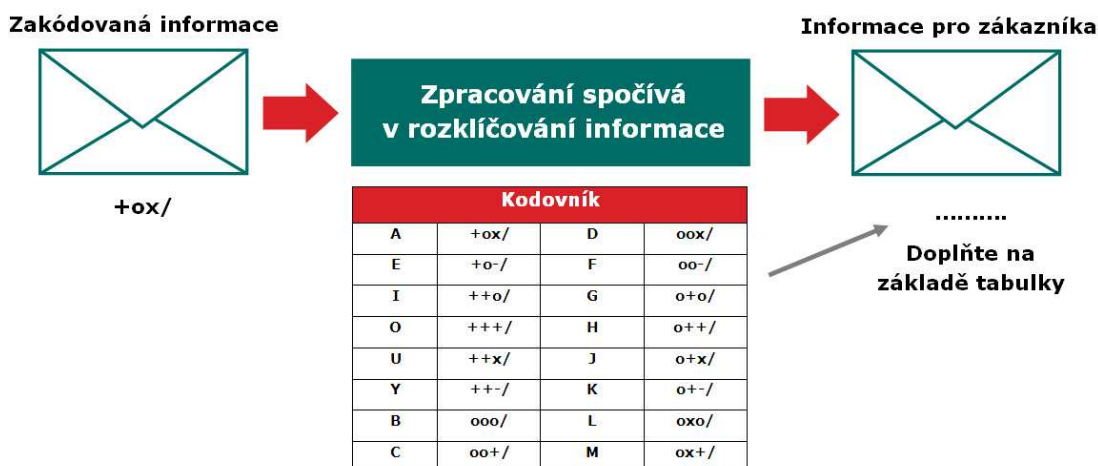 Zakódovaná informace
Informace pro zákazníka
Zpracování spočívá
v rozklíčování informace
+ox/
Kodovník
A +ox/ D oox/
E +o-/ F oo-/
I ++o/ G o+o/
O +++/ H o++/
U ++x/ J o+x/
Y ++-/ K o+-/
B ooo/ L oxo/
C oo+/ M ox+/
..........
Doplňte na
základě tabulky